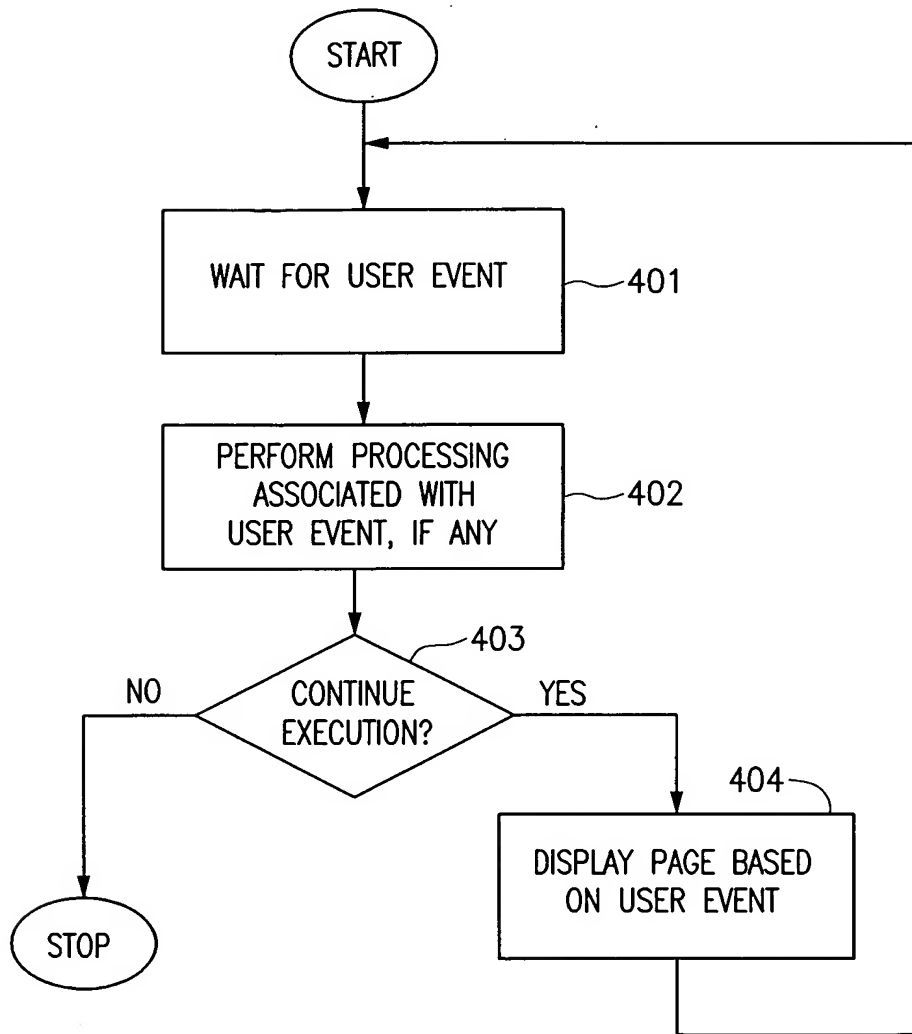 START
WAIT FOR USER EVENT
401
PERFORM PROCESSING
ASSOCIATED WITH
USER EVENT, IF ANY
402
403
NO
CONTINUE
EXECUTION?
YES
404
DISPLAY PAGE BASED
ON USER EVENT
STOP